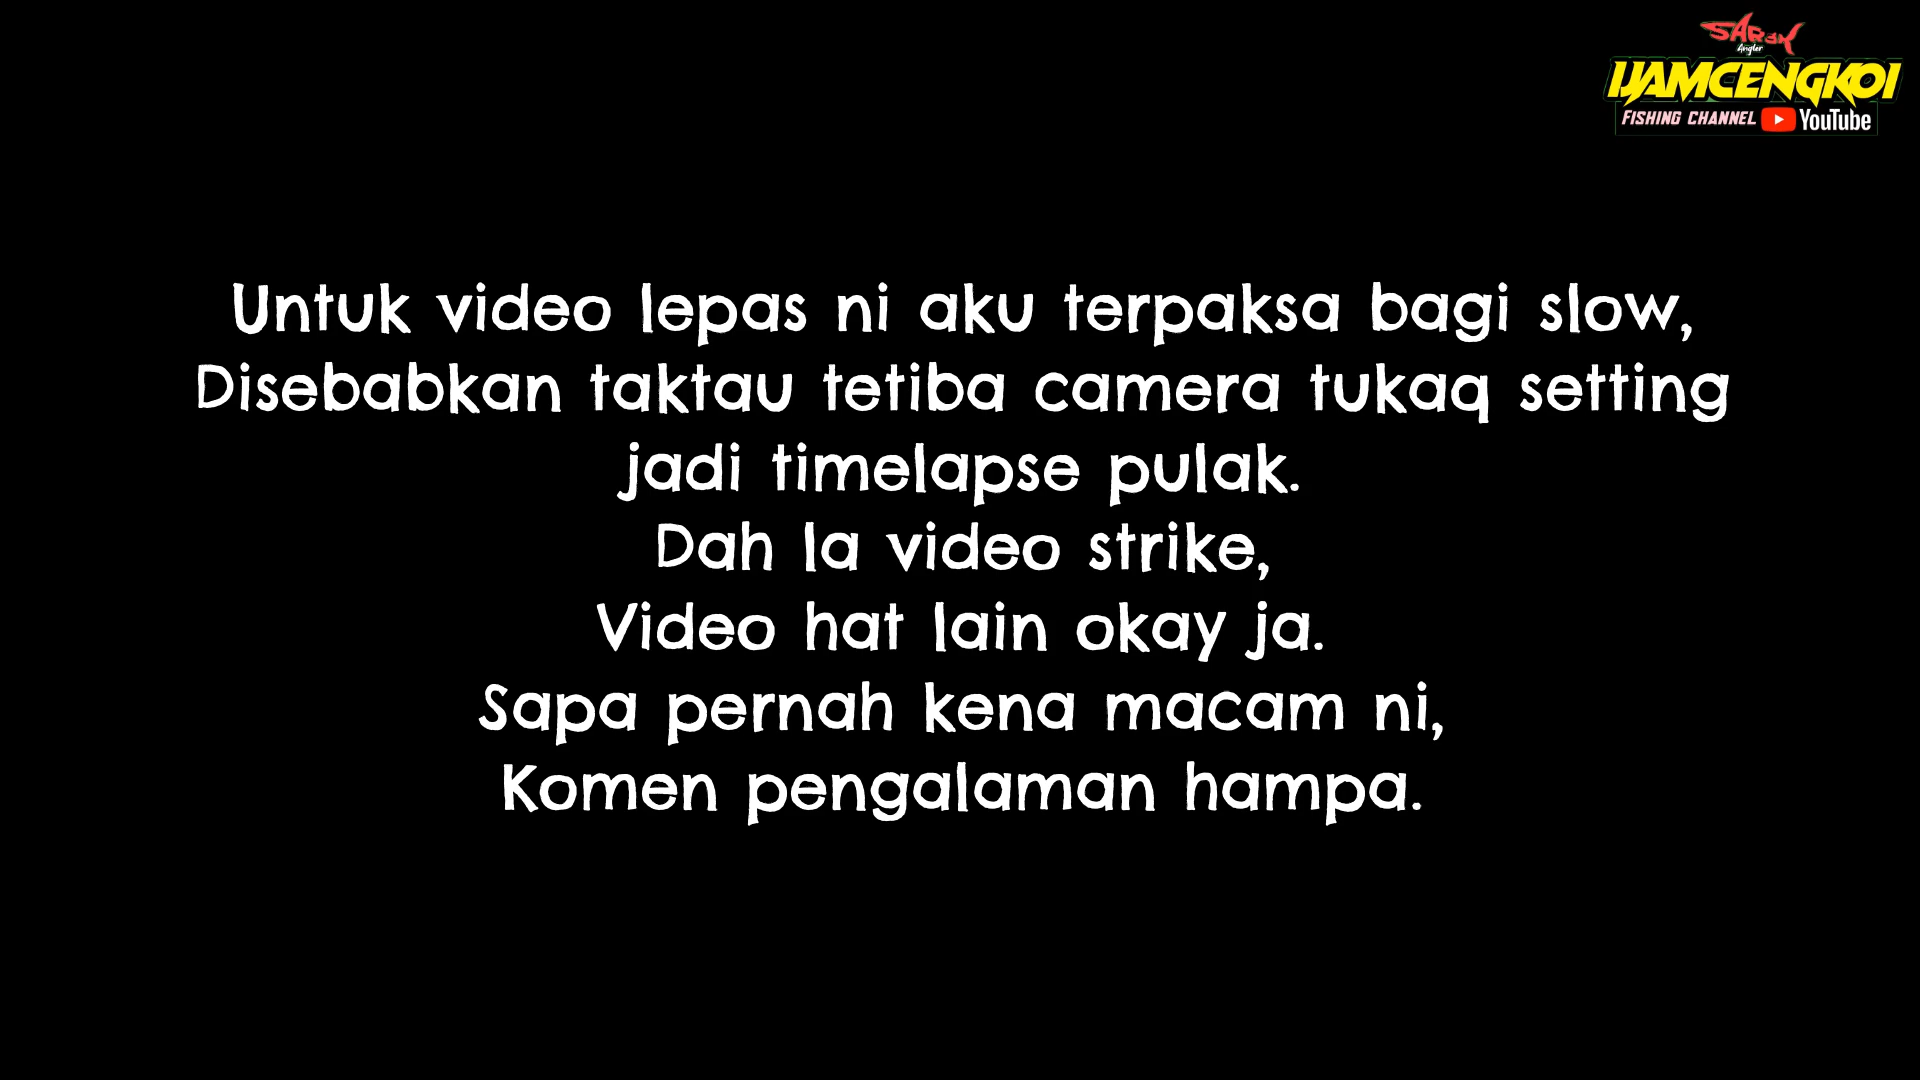 SAR3K
Angler
IJAMCENGKOI
FISHING CHANNEL YouTube
Untuk video lepas ni aku terpaksa bagi slow,
Disebabkan taktau tetiba camera tukaq setting
jadi timelapse pulak.
Dah la video strike,
Video hat lain okay ja.
Sapa pernah kena macam ni,
Komen pengalaman hampa.